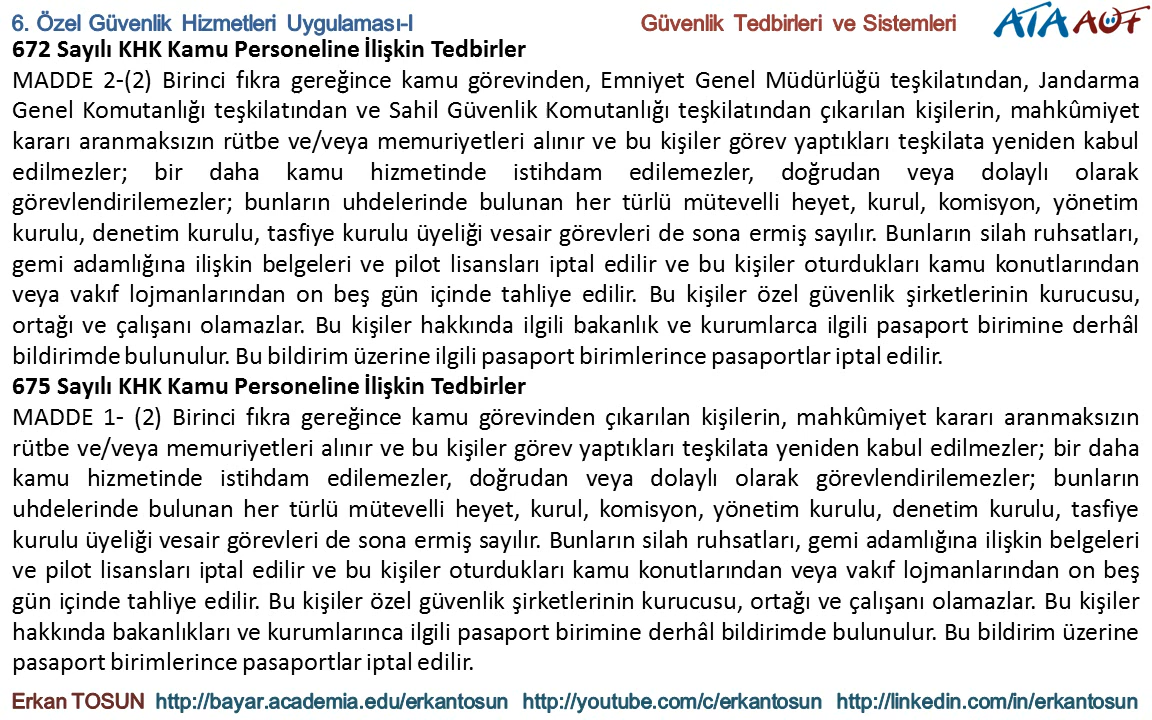 6. Özel Güvenlik Hizmetleri Uygulaması-I Güvenlik Tedbirleri ve Sistemleri ATA AÖF
672 Sayılı KHK Kamu Personeline İlişkin Tedbirler
MADDE 2-(2) Birinci fıkra gereğince kamu görevinden, Emniyet Genel Müdürlüğü teşkilatından, Jandarma
Genel Komutanlığı teşkilatından ve Sahil Güvenlik Komutanlığı teşkilatından çıkarılan kişilerin, mahkûmiyet
kararı aranmaksızın rütbe ve/veya memuriyetleri alınır ve bu kişiler görev yaptıkları teşkilata yeniden kabul
edilmezler; bir daha kamu hizmetinde istihdam edilemezler, doğrudan veya dolaylı olarak
görevlendirilemezler; bunların uhdelerinde bulunan her türlü mütevelli heyet, kurul, komisyon, yönetim
kurulu, denetim kurulu, tasfiye kurulu üyeliği vesair görevleri de sona ermiş sayılır. Bunların silah ruhsatları,
gemi adamlığına ilişkin belgeleri ve pilot lisansları iptal edilir ve bu kişiler oturdukları kamu konutlarından
veya vakıf lojmanlarından on beş gün içinde tahliye edilir. Bu kişiler özel güvenlik şirketlerinin kurucusu,
ortağı ve çalışanı olamazlar. Bu kişiler hakkında ilgili bakanlık ve kurumlarca ilgili pasaport birimine derhâl
bildirimde bulunulur. Bu bildirim üzerine ilgili pasaport birimlerince pasaportlar iptal edilir.
675 Sayılı KHK Kamu Personeline İlişkin Tedbirler
MADDE 1- (2) Birinci fıkra gereğince kamu görevinden çıkarılan kişilerin, mahkûmiyet kararı aranmaksızın
rütbe ve/veya memuriyetleri alınır ve bu kişiler görev yaptıkları teşkilata yeniden kabul edilmezler; bir daha
kamu hizmetinde istihdam edilemezler, doğrudan veya dolaylı olarak görevlendirilemezler; bunların
uhdelerinde bulunan her türlü mütevelli heyet, kurul, komisyon, yönetim kurulu, denetim kurulu, tasfiye
kurulu üyeliği vesair görevleri de sona ermiş sayılır. Bunların silah ruhsatları, gemi adamlığına ilişkin belgeleri
ve pilot lisansları iptal edilir ve bu kişiler oturdukları kamu konutlarından veya vakıf lojmanlarından on beş
gün içinde tahliye edilir. Bu kişiler özel güvenlik şirketlerinin kurucusu, ortağı ve çalışanı olamazlar. Bu kişiler
hakkında bakanlıkları ve kurumlarınca ilgili pasaport birimine derhâl bildirimde bulunulur. Bu bildirim üzerine
pasaport birimlerince pasaportlar iptal edilir.
Erkan TOSUN http://bayar.academia.edu/erkantosun http://youtube.com/c/erkantosun http://linkedin.com/in/erkantosun